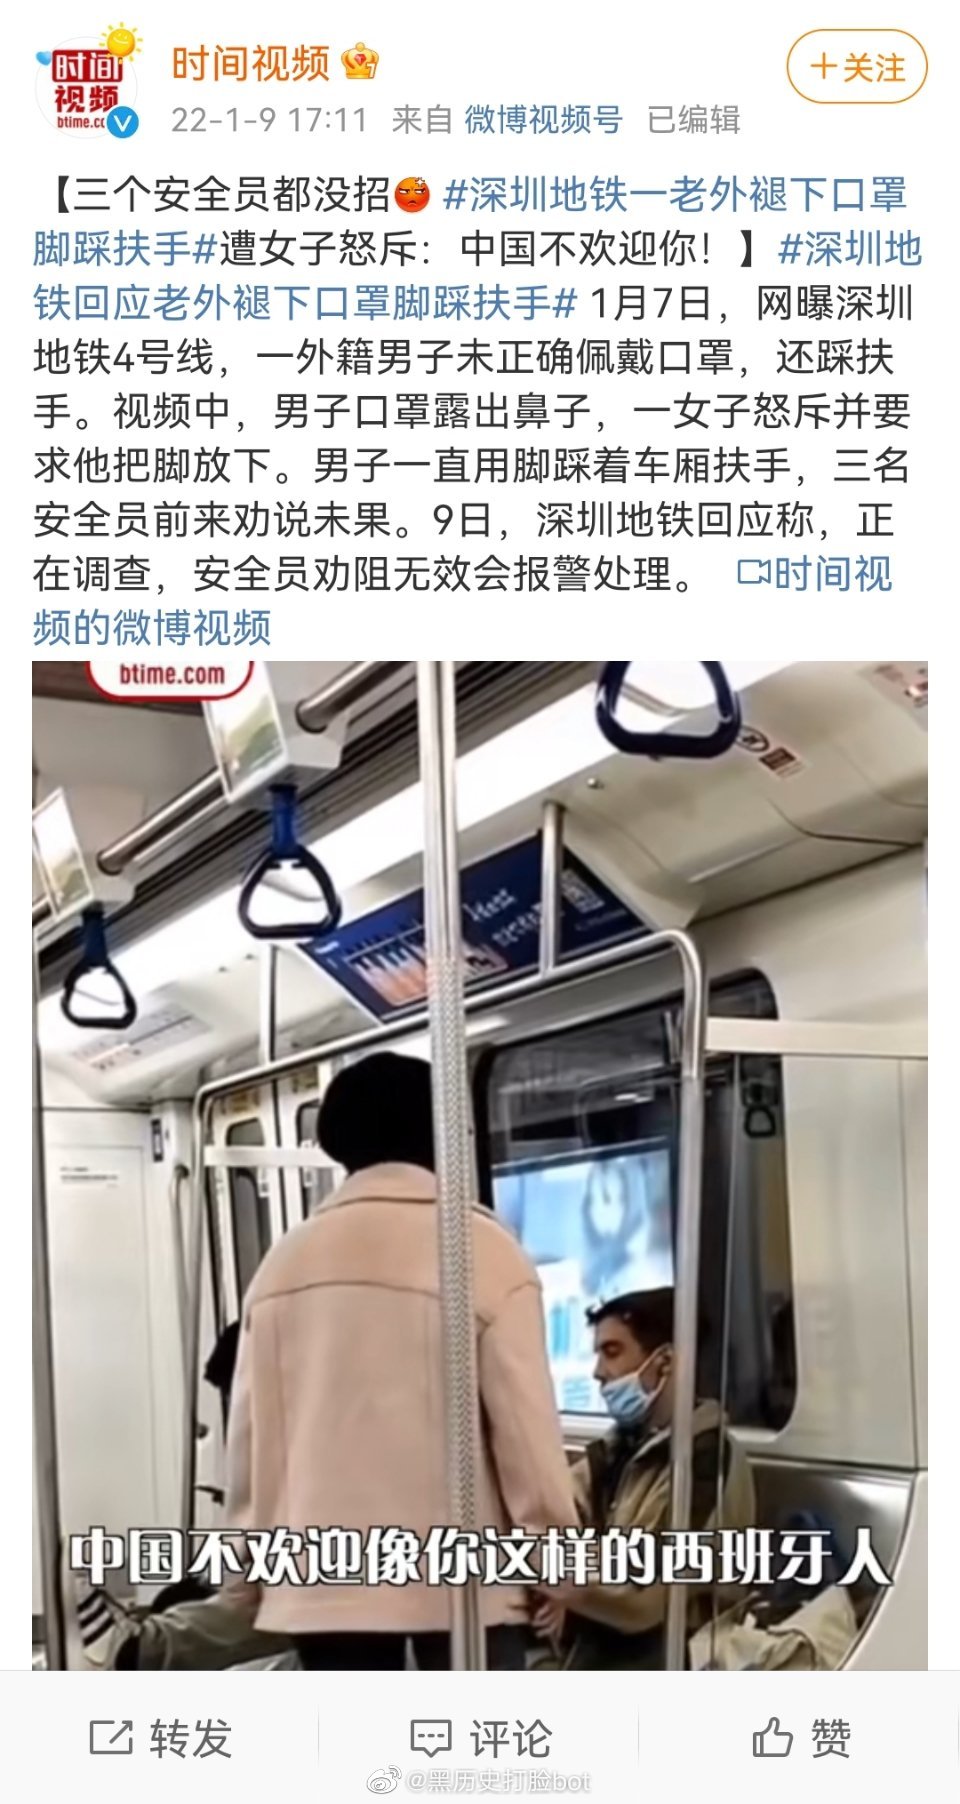 时间
视频
btime.cc
时间视频
+关注
22-1-9 17:11 来自 微博视频号 已编辑
【三个安全员都没招 #深圳地铁一老外褪下口罩
脚踩扶手#遭女子怒斥：中国不欢迎你！】#深圳地
铁回应老外褪下口罩脚踩扶手# 1月7日，网曝深圳
地铁4号线，一外籍男子未正确佩戴口罩，还踩扶
手。视频中，男子口罩露出鼻子，一女子怒斥并要
求他把脚放下。男子一直用脚踩着车厢扶手，三名
安全员前来劝说未果。9日，深圳地铁回应称，正
在调查，安全员劝阻无效会报警处理。 时间视
频的微博视频
btime.com
中国不欢迎像你这样的西班牙人
转发
评论
赞
@黑历史打脸bot